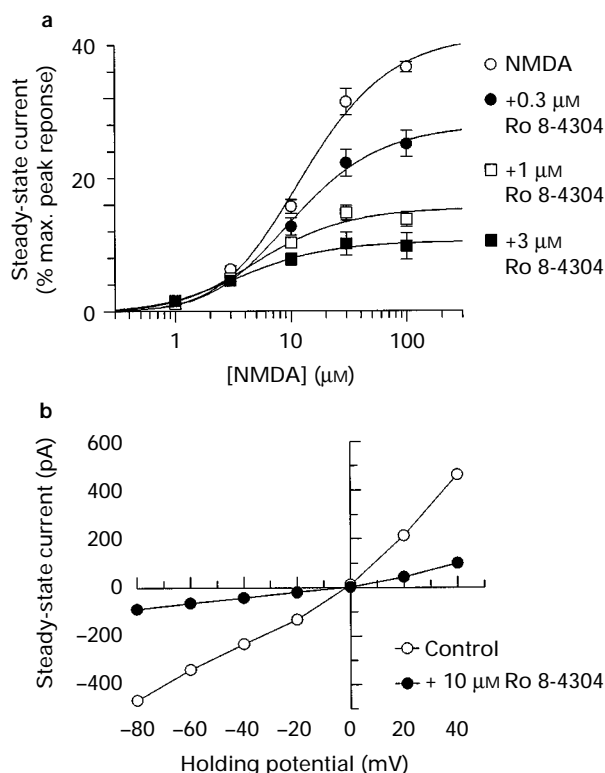 a
Steady-state current
(% max. peak reponse)
40
20
0
1
10
100
[NMDA] (μM)
NMDA
+0.3 μM
Ro 8-4304
+1 μM
Ro 8-4304
+3 μM
Ro 8-4304
b
Steady-state current (pA)
600
400
200
0
−200
−400
−80
−60
−40
−20
0
20
40
Holding potential (mV)
Control
+ 10 μM Ro 8-4304